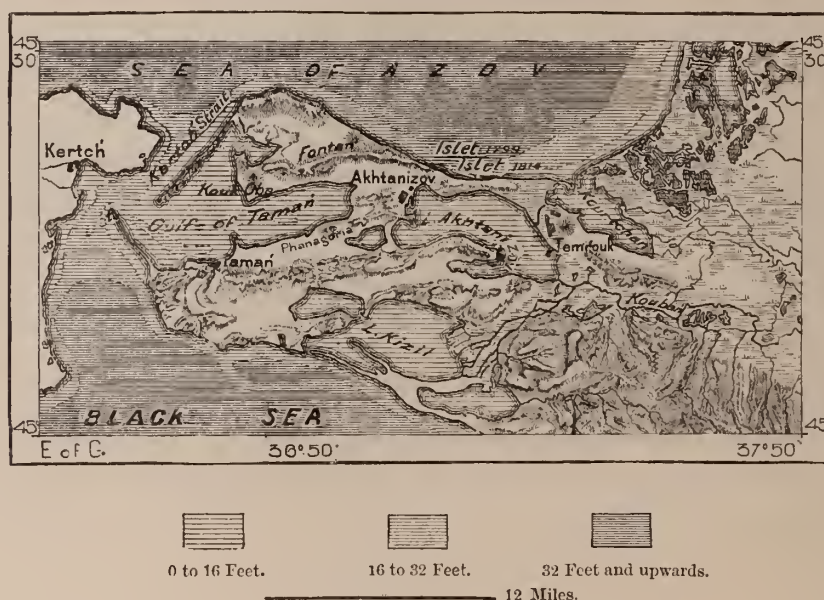 45
30
45
30
SEA OF AZOV
Kertch
Kertch Strait
Fontan
Islet 1799
Islet 1814
Akhtanizov
Kouk Oba
Gulf of Taman
Phanagoria
L. Akhtaniz
Temrouk
Taman
Kouban
L. Kizil
BLACK SEA
45
45
E of G.
36°50'
37°50'
0 to 16 Feet.
16 to 32 Feet.
32 Feet and upwards.
12 Miles.